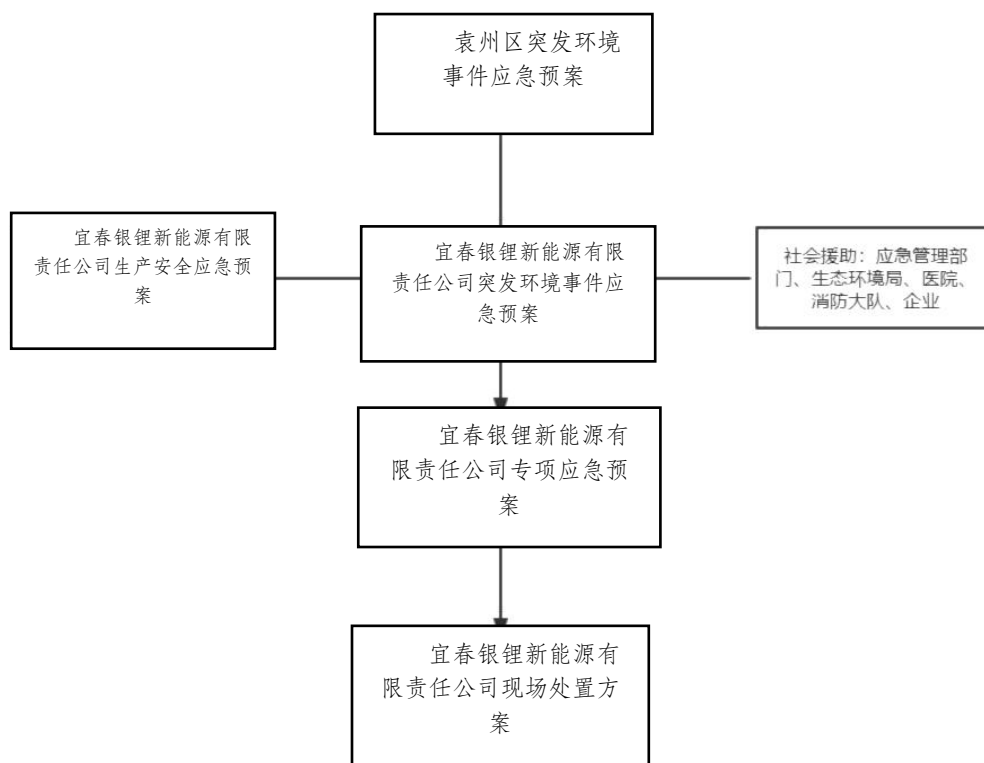 袁州区突发环境
事件应急预案
宜春银锂新能源有限
责任公司生产安全应急预
案
宜春银锂新能源有限
责任公司突发环境事件应
急预案
社会援助：应急管理部
门、生态环境局、医院、
消防大队、企业
宜春银锂新能源有
限责任公司专项应急预
案
宜春银锂新能源有
限责任公司现场处置方
案